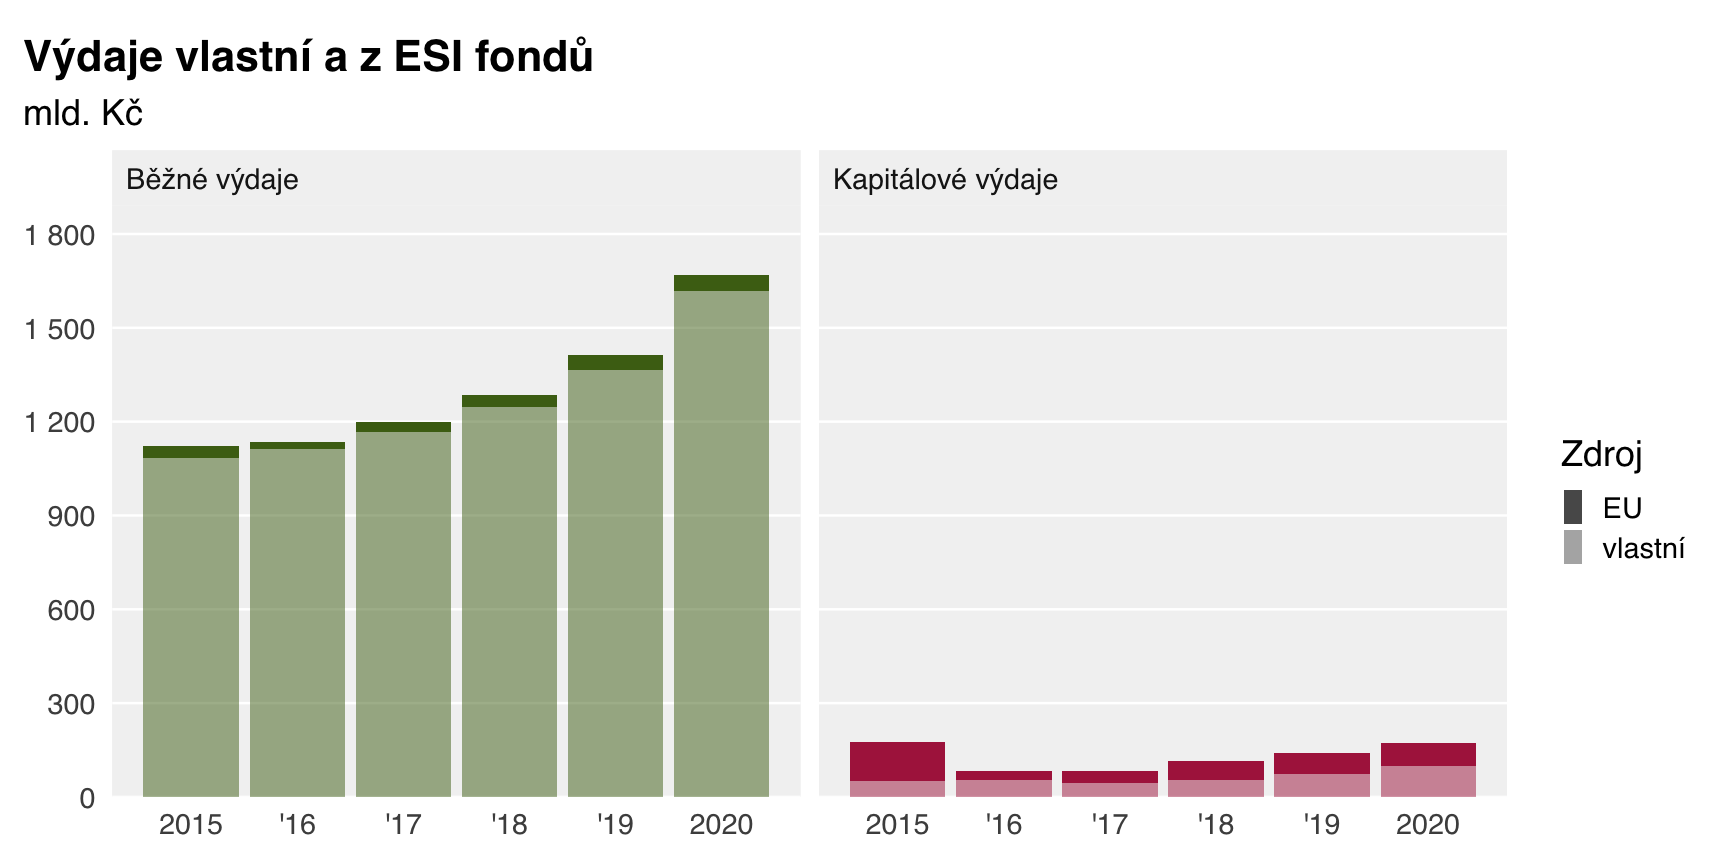 Výdaje vlastní a z ESI fondů
mld. Kč
Běžné výdaje
Kapitálové výdaje
1 800
1 500
1 200
900
600
300
0
2015 '16 '17 '18 '19 2020
2015 '16 '17 '18 '19 2020
Zdroj
EU
vlastní